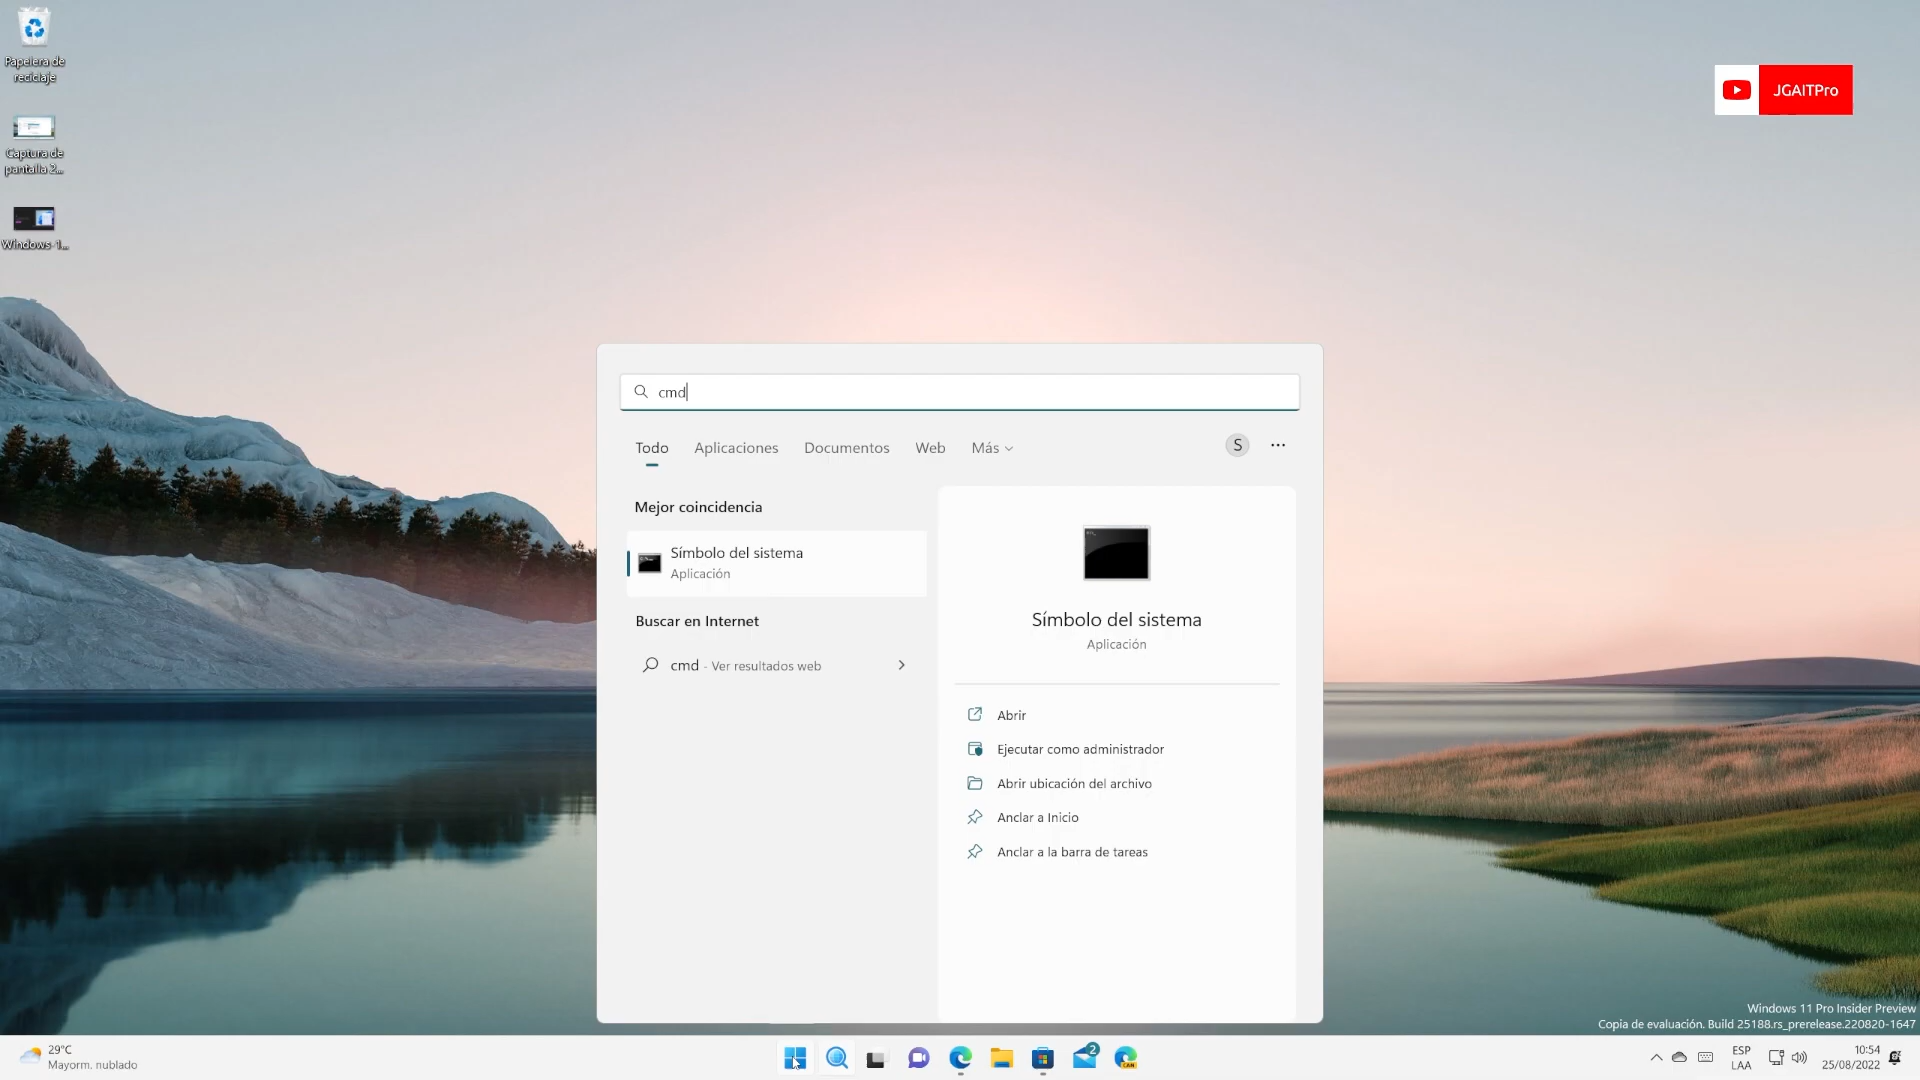 Papelera de
reciclaje
Captura de
pantalla 2...
Windows-1...
JGAITPro
cmd
Todo
Aplicaciones
Documentos
Web
Más
S
Mejor coincidencia
Símbolo del sistema
Aplicación
Buscar en Internet
cmd - Ver resultados web
Símbolo del sistema
Aplicación
Abrir
Ejecutar como administrador
Abrir ubicación del archivo
Anclar a Inicio
Anclar a la barra de tareas
Windows 11 Pro Insider Preview
Copia de evaluación. Build 25188.rs_prerelease.220820-1647
29°C
Mayorm. nublado
2
CAN
ESP
LAA
10:54
25/08/2022